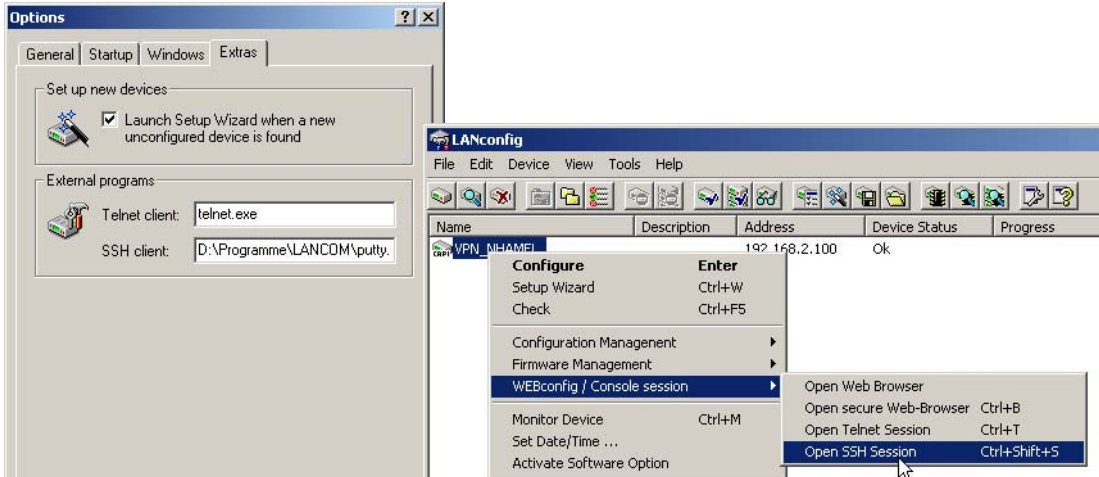 Options
General Startup Windows Extras
Set up new devices
Launch Setup Wizard when a new
unconfigured device is found
External programs
Telnet client: telnet.exe
SSH client: D:\Programme\LANCOM\putty.
LANconfig
File Edit Device View Tools Help
Name Description Address Device Status Progress
VPN_NHAMEL 192.168.2.100 Ok
Configure Enter
Setup Wizard Ctrl+W
Check Ctrl+F5
Configuration Managenent
Firmware Management
WEBconfig / Console session
Monitor Device Ctrl+M
Set Date/Time ...
Activate Software Option
Open Web Browser
Open secure Web-Browser Ctrl+B
Open Telnet Session Ctrl+T
Open SSH Session Ctrl+Shift+S